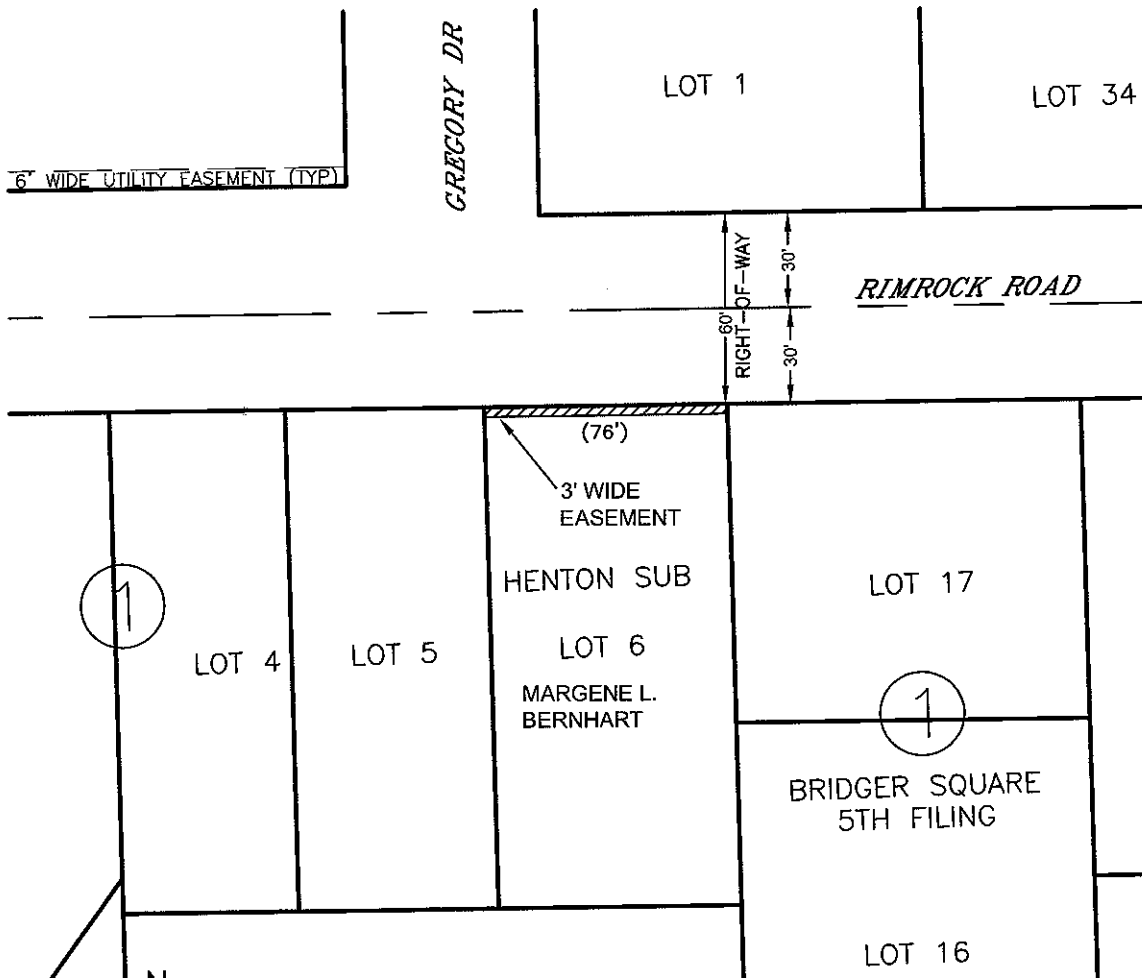 GREGORY DR
LOT 1
LOT 34
6' WIDE UTILITY EASEMENT (TYP)
60'
RIGHT-OF-WAY
30'
30'
RIMROCK ROAD
(76')
3' WIDE
EASEMENT
HENTON SUB
LOT 17
1
LOT 4
LOT 5
LOT 6
MARGENE L.
BERNHART
1
BRIDGER SQUARE
5TH FILING
LOT 16